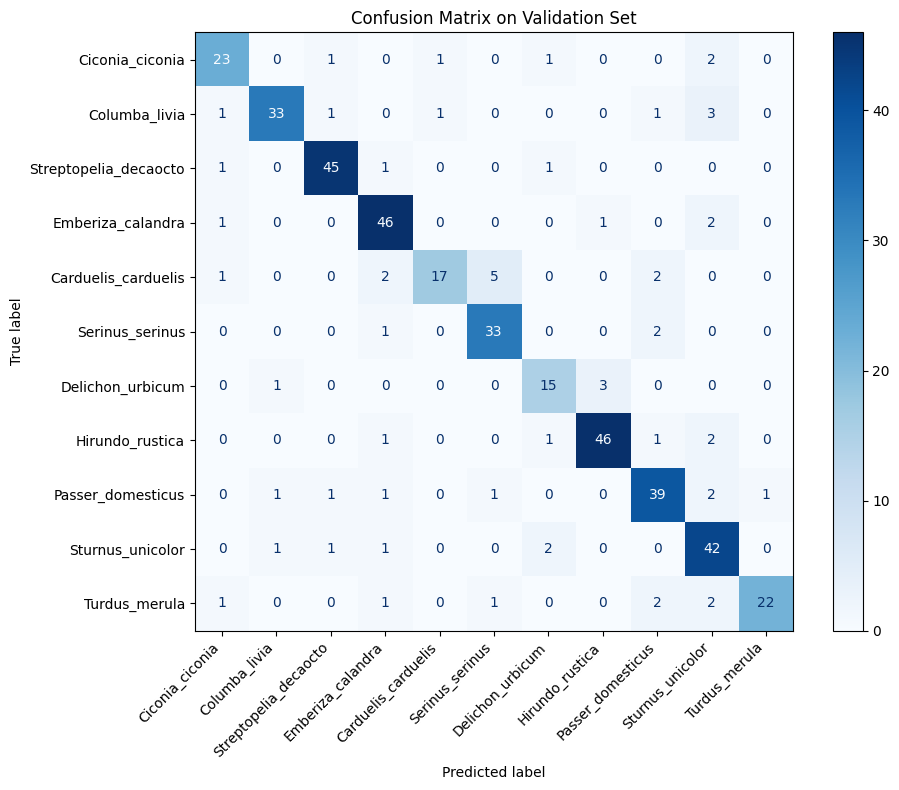 Confusion Matrix on Validation Set
Ciconia_ciconia 23 0 1 0 1 1 0 0 2 0
Columba_livia 1 33 1 0 1 0 0 1 3 0
Streptopelia_decaocto 1 0 45 1 0 0 1 0 0 0 0
Emberiza_calandra 1 0 0 46 0 0 0 1 0 2 0
Carduelis_carduelis 1 0 0 2 17 5 0 0 2 0 0
Serinus_serinus 0 0 0 1 0 33 0 0 2 0 0
Delichon_urbicum 0 1 0 0 0 0 15 3 0 0 0
Hirundo_rustica 0 0 0 1 0 0 1 46 1 2 0
Passer_domesticus 0 1 1 1 0 1 0 0 39 2 1
Sturnus_unicolor 0 1 1 1 0 0 2 0 0 42 0
Turdus_merula 1 0 0 1 0 1 0 0 2 2 22
True label
Ciconia_ciconia
Columba_livia
Streptopelia_decaocto
Emberiza_calandra
Carduelis_carduelis
Serinus_serinus
Delichon_urbicum
Hirundo_rustica
Passer_domesticus
Sturnus_unicolor
Turdus_merula
Predicted label
40
30
20
10
0